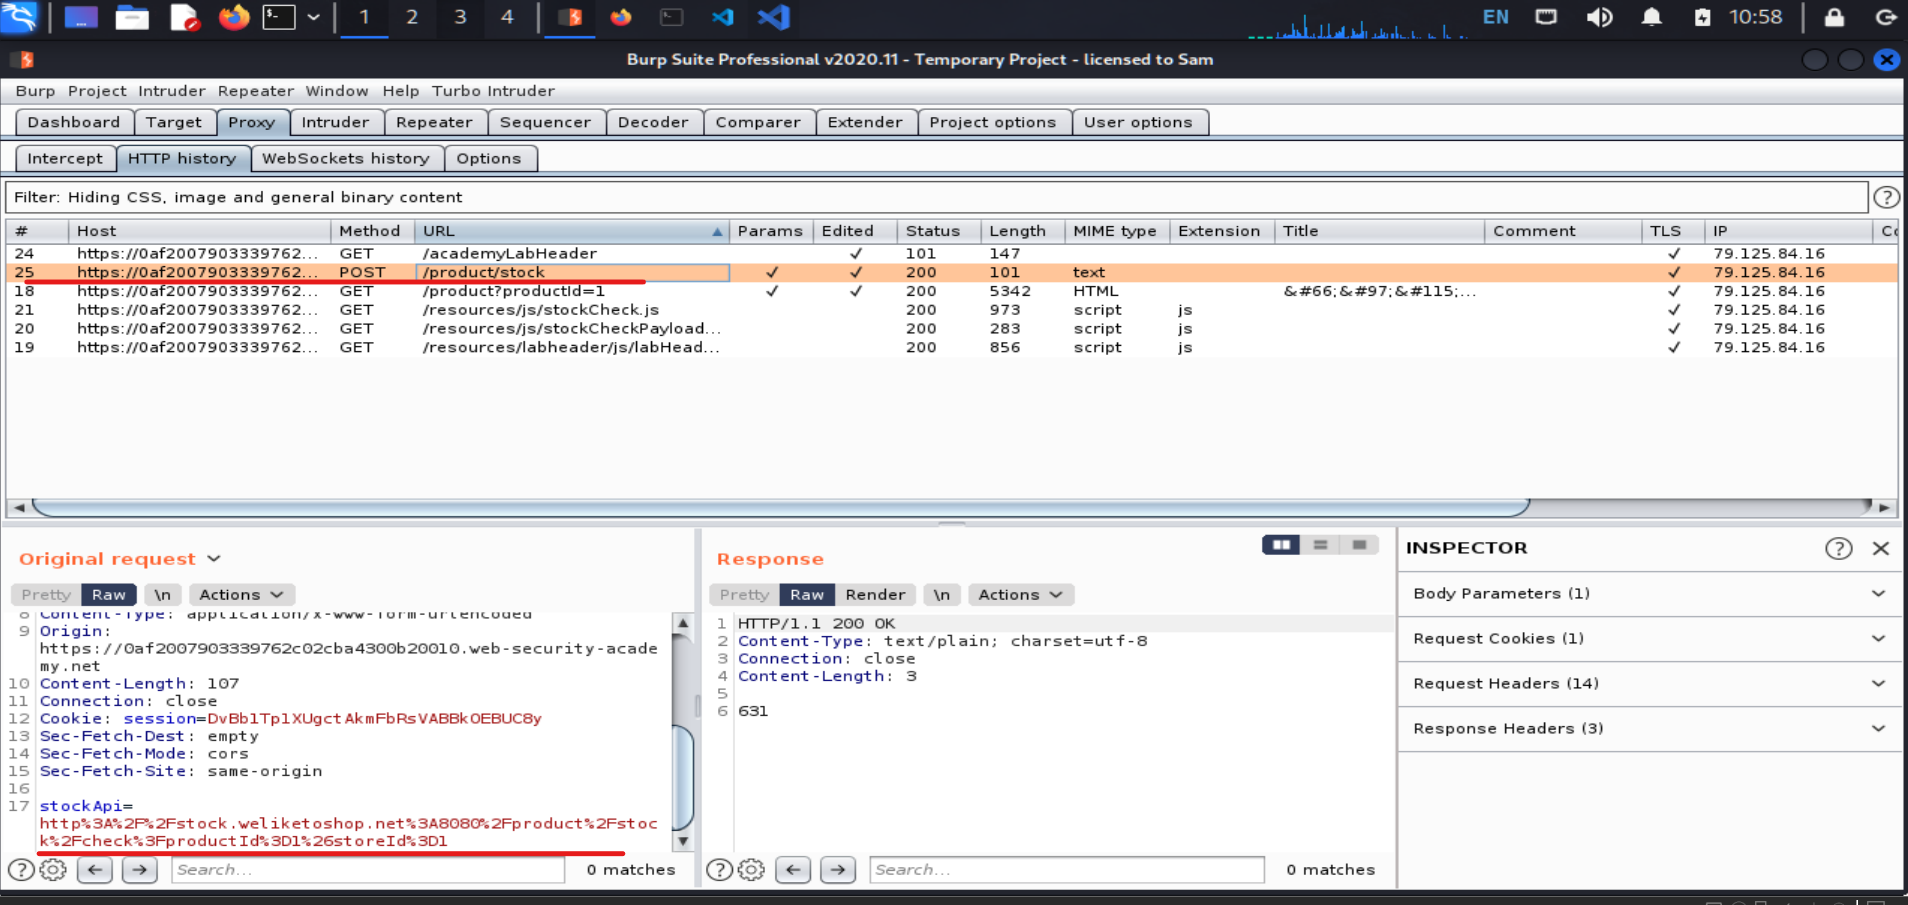 1 2 3 4 EN 10:58
Burp Suite Professional v2020.11 - Temporary Project - licensed to Sam
Burp Project Intruder Repeater Window Help Turbo Intruder
Dashboard Target Proxy Intruder Repeater Sequencer Decoder Comparer Extender Project options User options
Intercept HTTP history WebSockets history Options
Filter: Hiding CSS, image and general binary content
# Host Method URL Params Edited Status Length MIME type Extension Title Comment TLS IP
24 https://0af2007903339762... GET /academyLabHeader ✓ 101 147 ✓ 79.125.84.16
25 https://0af2007903339762... POST /product/stock ✓ ✓ 200 101 text ✓ 79.125.84.16
18 https://0af2007903339762... GET /product?productId=1 ✓ ✓ 200 5342 HTML &#66;&#97;&#115;... ✓ 79.125.84.16
21 https://0af2007903339762... GET /resources/js/stockCheck.js 200 973 script js ✓ 79.125.84.16
20 https://0af2007903339762... GET /resources/js/stockCheckPayload... 200 283 script js ✓ 79.125.84.16
19 https://0af2007903339762... GET /resources/labheader/js/labHead... 200 856 script js ✓ 79.125.84.16
Original request
Pretty Raw \n Actions
8 Content-Type: application/x-www-form-urlencoded
9 Origin:
https://0af2007903339762c02cba4300b20010.web-security-acade
my.net
10 Content-Length: 107
11 Connection: close
12 Cookie: session=DvBb1Tp1XUgctAkmFbRsVABBkOEBUC8y
13 Sec-Fetch-Dest: empty
14 Sec-Fetch-Mode: cors
15 Sec-Fetch-Site: same-origin
16
17 stockApi=
http%3A%2F%2Fstock.weliketoshop.net%3A8080%2Fproduct%2Fstoc
k%2Fcheck%3FproductId%3D1%26storeId%3D1
Search... 0 matches
Response
Pretty Raw Render \n Actions
1 HTTP/1.1 200 OK
2 Content-Type: text/plain; charset=utf-8
3 Connection: close
4 Content-Length: 3
5
6 631
Search... 0 matches
INSPECTOR
Body Parameters (1)
Request Cookies (1)
Request Headers (14)
Response Headers (3)